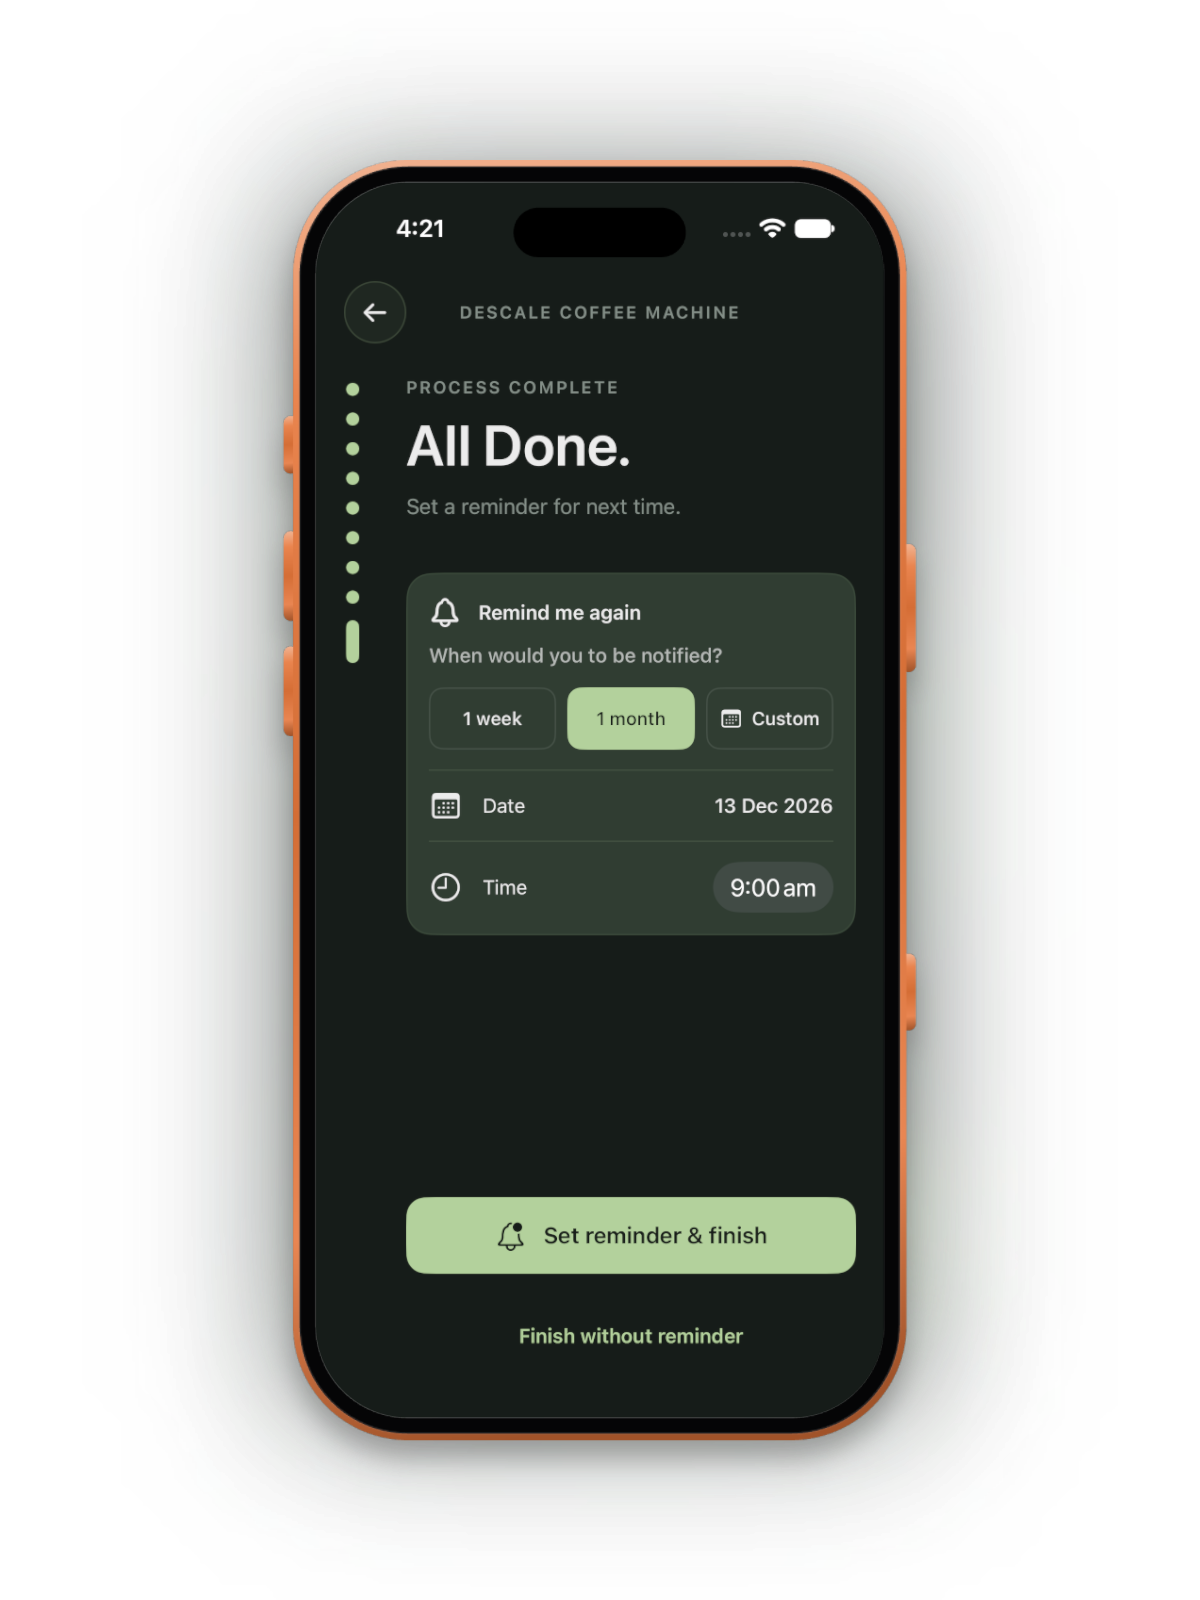 4:21
DESCALE COFFEE MACHINE
PROCESS COMPLETE
All Done.
Set a reminder for next time.
Remind me again
When would you to be notified?
1 week
1 month
Custom
Date
13 Dec 2026
Time
9:00 am
Set reminder & finish
Finish without reminder